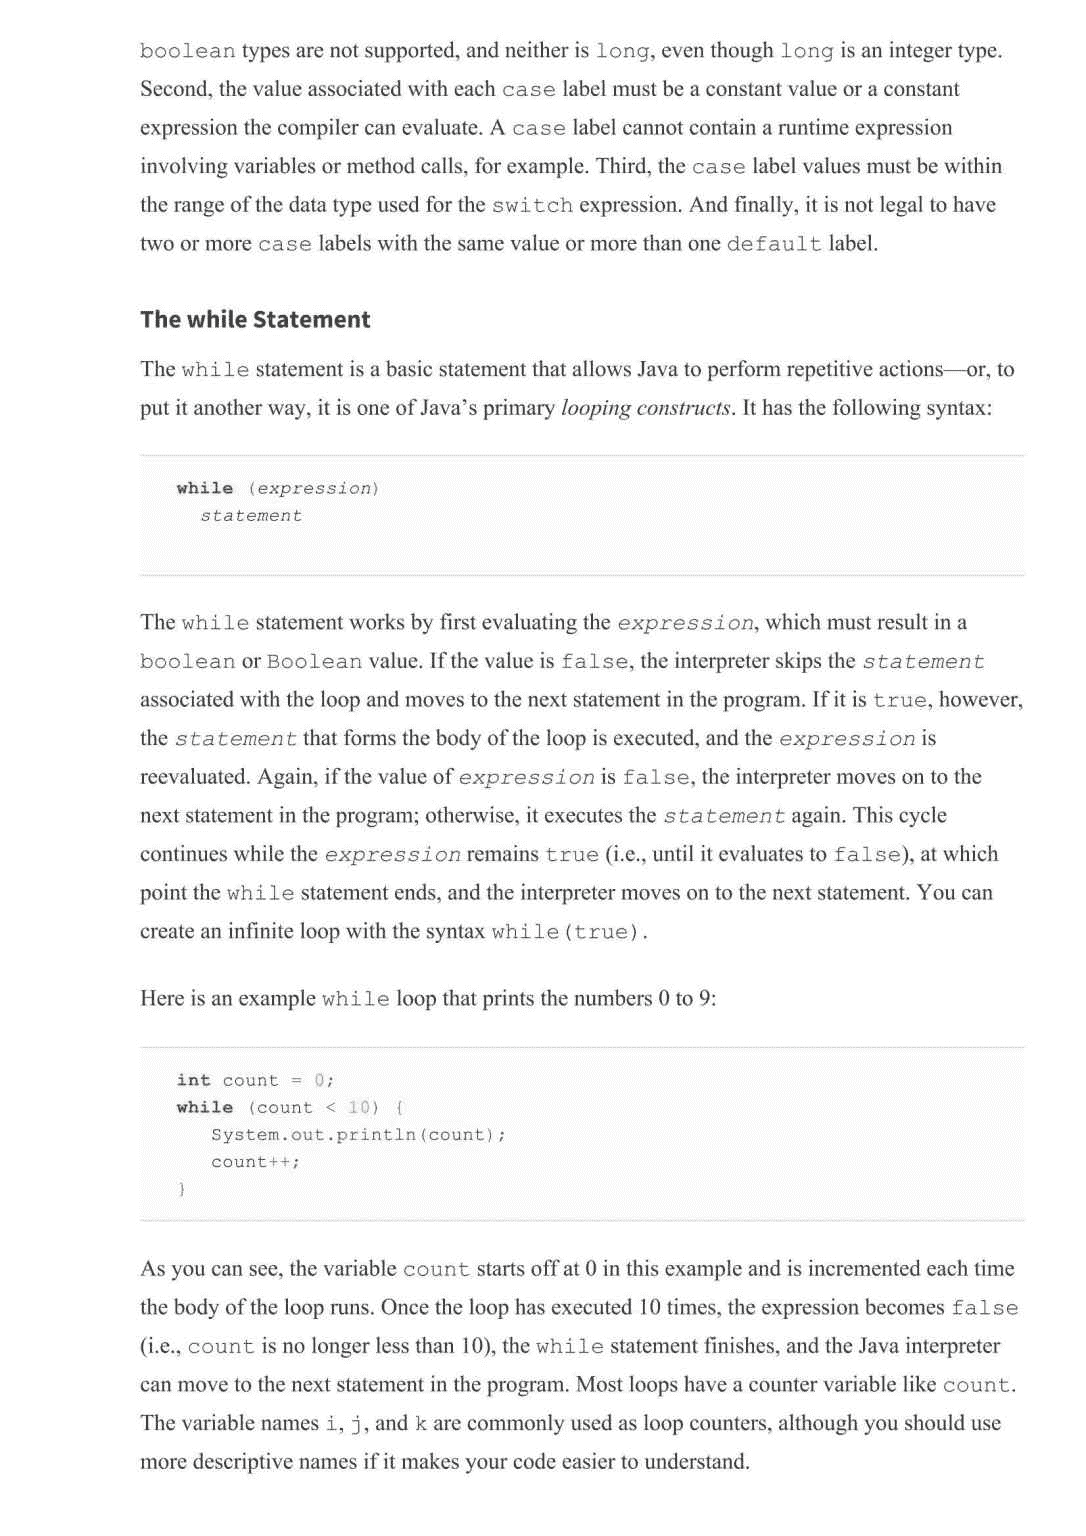 boolean types are not supported, and neither is long, even though long is an integer type.
Second, the value associated with each case label must be a constant value or a constant
expression the compiler can evaluate. A case label cannot contain a runtime expression
involving variables or method calls, for example. Third, the case label values must be within
the range of the data type used for the switch expression. And finally, it is not legal to have
two or more case labels with the same value or more than one default label.
The while Statement
The while statement is a basic statement that allows Java to perform repetitive actions—or, to
put it another way, it is one of Java’s primary looping constructs. It has the following syntax:
while (expression)
  statement
The while statement works by first evaluating the expression, which must result in a
boolean or Boolean value. If the value is false, the interpreter skips the statement
associated with the loop and moves to the next statement in the program. If it is true, however,
the statement that forms the body of the loop is executed, and the expression is
reevaluated. Again, if the value of expression is false, the interpreter moves on to the
next statement in the program; otherwise, it executes the statement again. This cycle
continues while the expression remains true (i.e., until it evaluates to false), at which
point the while statement ends, and the interpreter moves on to the next statement. You can
create an infinite loop with the syntax while(true).
Here is an example while loop that prints the numbers 0 to 9:
int count = 0;
while (count < 10) {
   System.out.println(count);
   count++;
}
As you can see, the variable count starts off at 0 in this example and is incremented each time
the body of the loop runs. Once the loop has executed 10 times, the expression becomes false
(i.e., count is no longer less than 10), the while statement finishes, and the Java interpreter
can move to the next statement in the program. Most loops have a counter variable like count.
The variable names i, j, and k are commonly used as loop counters, although you should use
more descriptive names if it makes your code easier to understand.